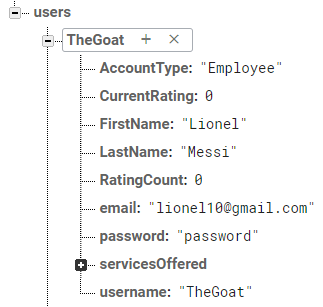 users
TheGoat + ×
AccountType: "Employee"
CurrentRating: 0
FirstName: "Lionel"
LastName: "Messi"
RatingCount: 0
email: "lionel10@gmail.com"
password: "password"
servicesOffered
username: "TheGoat"